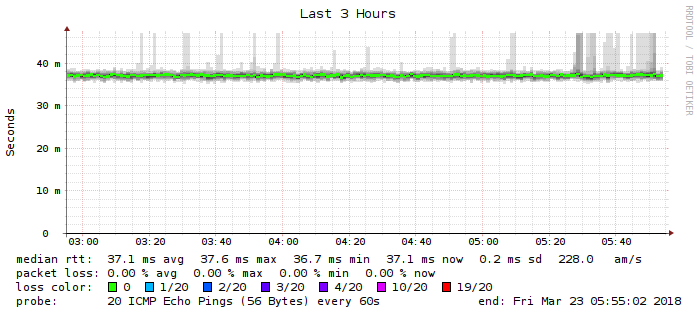 Last 3 Hours
RRDTOOL / TOBI OETIKER
Seconds
40 m
30 m
20 m
10 m
0
03:00 03:20 03:40 04:00 04:20 04:40 05:00 05:20 05:40
median rtt: 37.1 ms avg 37.6 ms max 36.7 ms min 37.1 ms now 0.2 ms sd 228.0 am/s
packet loss: 0.00 % avg 0.00 % max 0.00 % min 0.00 % now
loss color: 0 1/20 2/20 3/20 4/20 10/20 19/20
probe: 20 ICMP Echo Pings (56 Bytes) every 60s end: Fri Mar 23 05:55:02 2018